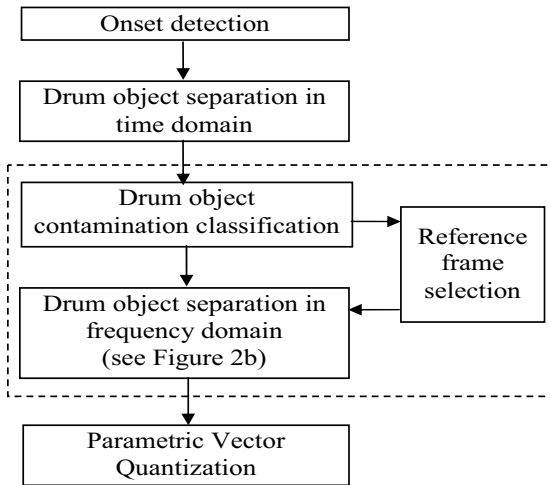 Onset detection
Drum object separation in
time domain
Drum object
contamination classification
Reference
frame
selection
Drum object separation in
frequency domain
(see Figure 2b)
Parametric Vector
Quantization